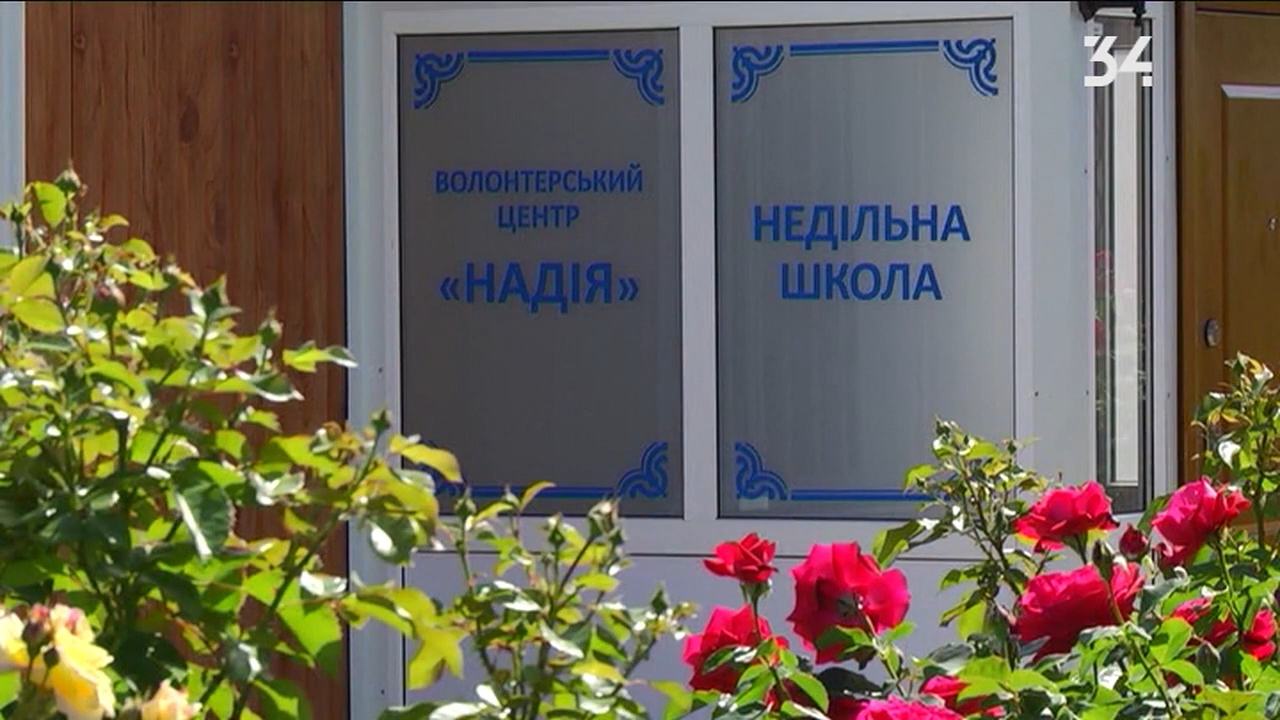 34
ВОЛОНТЕРСЬКИЙ
ЦЕНТР
«НАДІЯ»
НЕДІЛЬНА
ШКОЛА